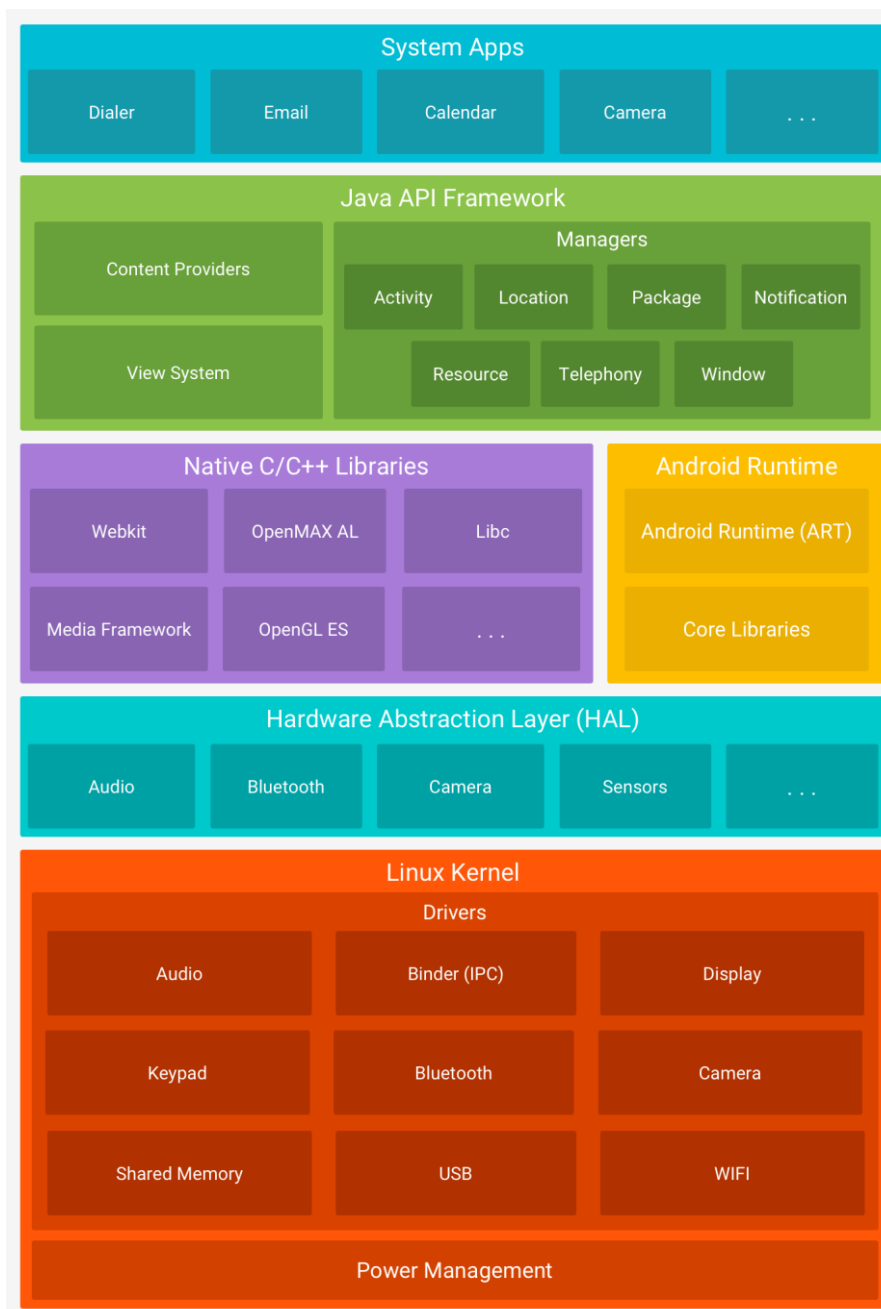 System Apps
Dialer
Email
Calendar
Camera
. . .
Java API Framework
Content Providers
View System
Managers
Activity
Location
Package
Notification
Resource
Telephony
Window
Native C/C++ Libraries
Webkit
OpenMAX AL
Libc
Media Framework
OpenGL ES
. . .
Android Runtime
Android Runtime (ART)
Core Libraries
Hardware Abstraction Layer (HAL)
Audio
Bluetooth
Camera
Sensors
. . .
Linux Kernel
Drivers
Audio
Binder (IPC)
Display
Keypad
Bluetooth
Camera
Shared Memory
USB
WIFI
Power Management